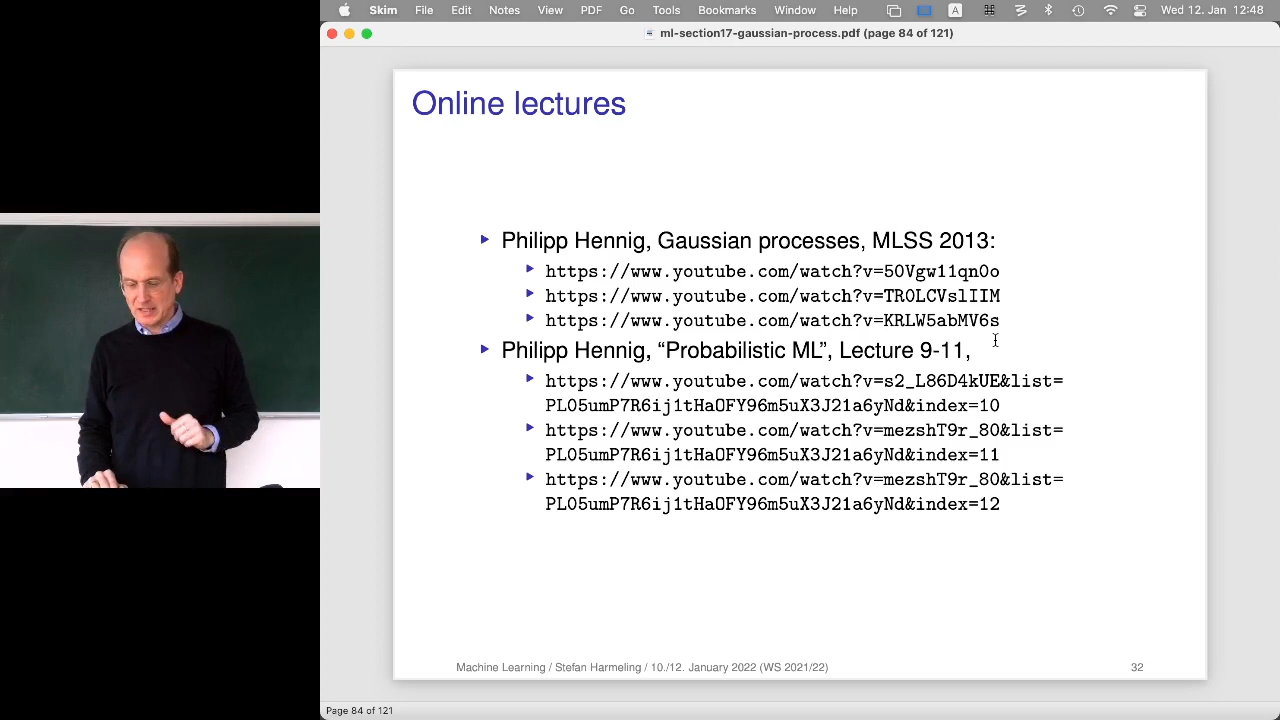 Skim File Edit Notes View PDF Go Tools Bookmarks Window Help A Wed 12. Jan 12:48
ml-section17-gaussian-process.pdf (page 84 of 121)
Online lectures
Philipp Hennig, Gaussian processes, MLSS 2013:
https://www.youtube.com/watch?v=50Vgw11qn0o
https://www.youtube.com/watch?v=TR0LCVslIIM
https://www.youtube.com/watch?v=KRLW5abMV6s
Philipp Hennig, “Probabilistic ML”, Lecture 9-11,
https://www.youtube.com/watch?v=s2_L86D4kUE&list=
PL05umP7R6ij1tHaOFY96m5uX3J21a6yNd&index=10
https://www.youtube.com/watch?v=mezshT9r_80&list=
PL05umP7R6ij1tHaOFY96m5uX3J21a6yNd&index=11
https://www.youtube.com/watch?v=mezshT9r_80&list=
PL05umP7R6ij1tHaOFY96m5uX3J21a6yNd&index=12
Machine Learning / Stefan Harmeling / 10./12. January 2022 (WS 2021/22) 32
Page 84 of 121